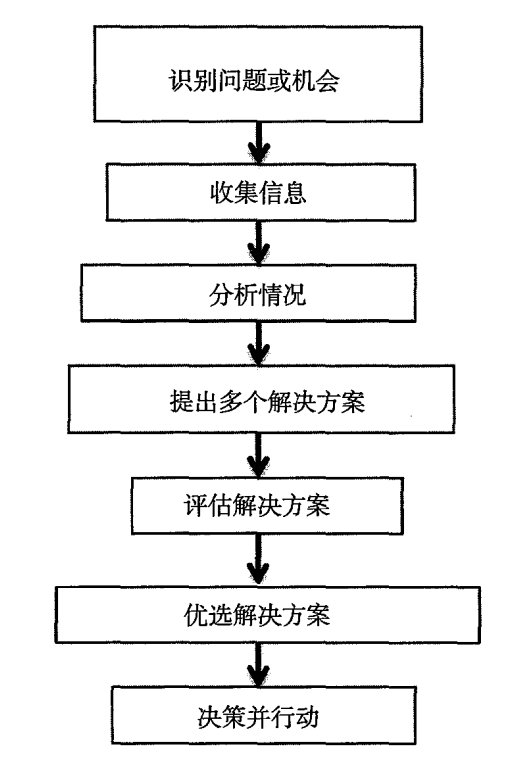 识别问题或机会
收集信息
分析情况
提出多个解决方案
评估解决方案
优选解决方案
决策并行动